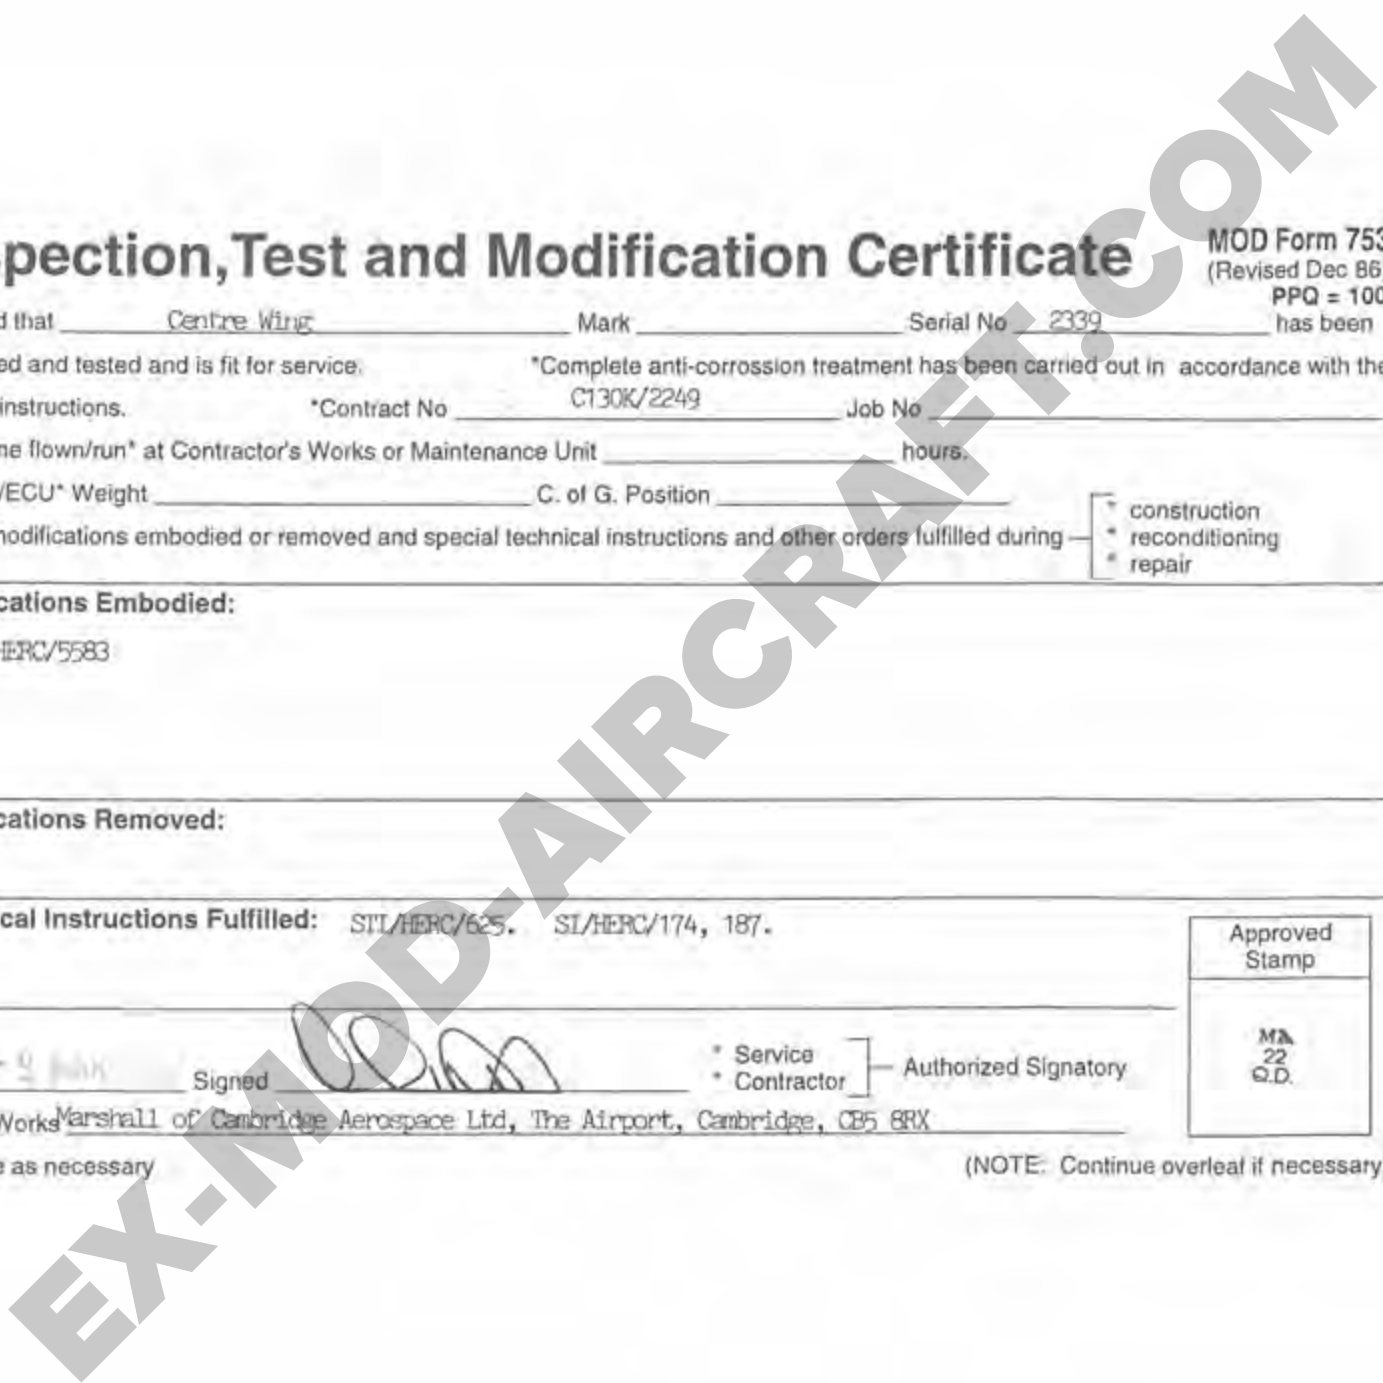 pection,Test and Modification Certificate
MOD Form 753
(Revised Dec 86
PPQ = 100
d that Centre Wing Mark Serial No 2339 has been
ed and tested and is fit for service. *Complete anti-corrossion treatment has been carried out in accordance with the
instructions. *Contract No C130K/2249 Job No
ne flown/run* at Contractor's Works or Maintenance Unit hours.
/ECU* Weight C. of G. Position
nodifications embodied or removed and special technical instructions and other orders fulfilled during
* construction
* reconditioning
* repair
cations Embodied:
HERC/5583
cations Removed:
cal Instructions Fulfilled: STI/HERC/625. SI/HERC/174, 187.
Approved
Stamp
MA
22
Q.D.
Signed
* Service
* Contractor
Authorized Signatory
Works Marshall of Cambridge Aerospace Ltd, The Airport, Cambridge, CB5 8RX
e as necessary (NOTE: Continue overleaf if necessary
EX-MOD-AIRCRAFT.COM